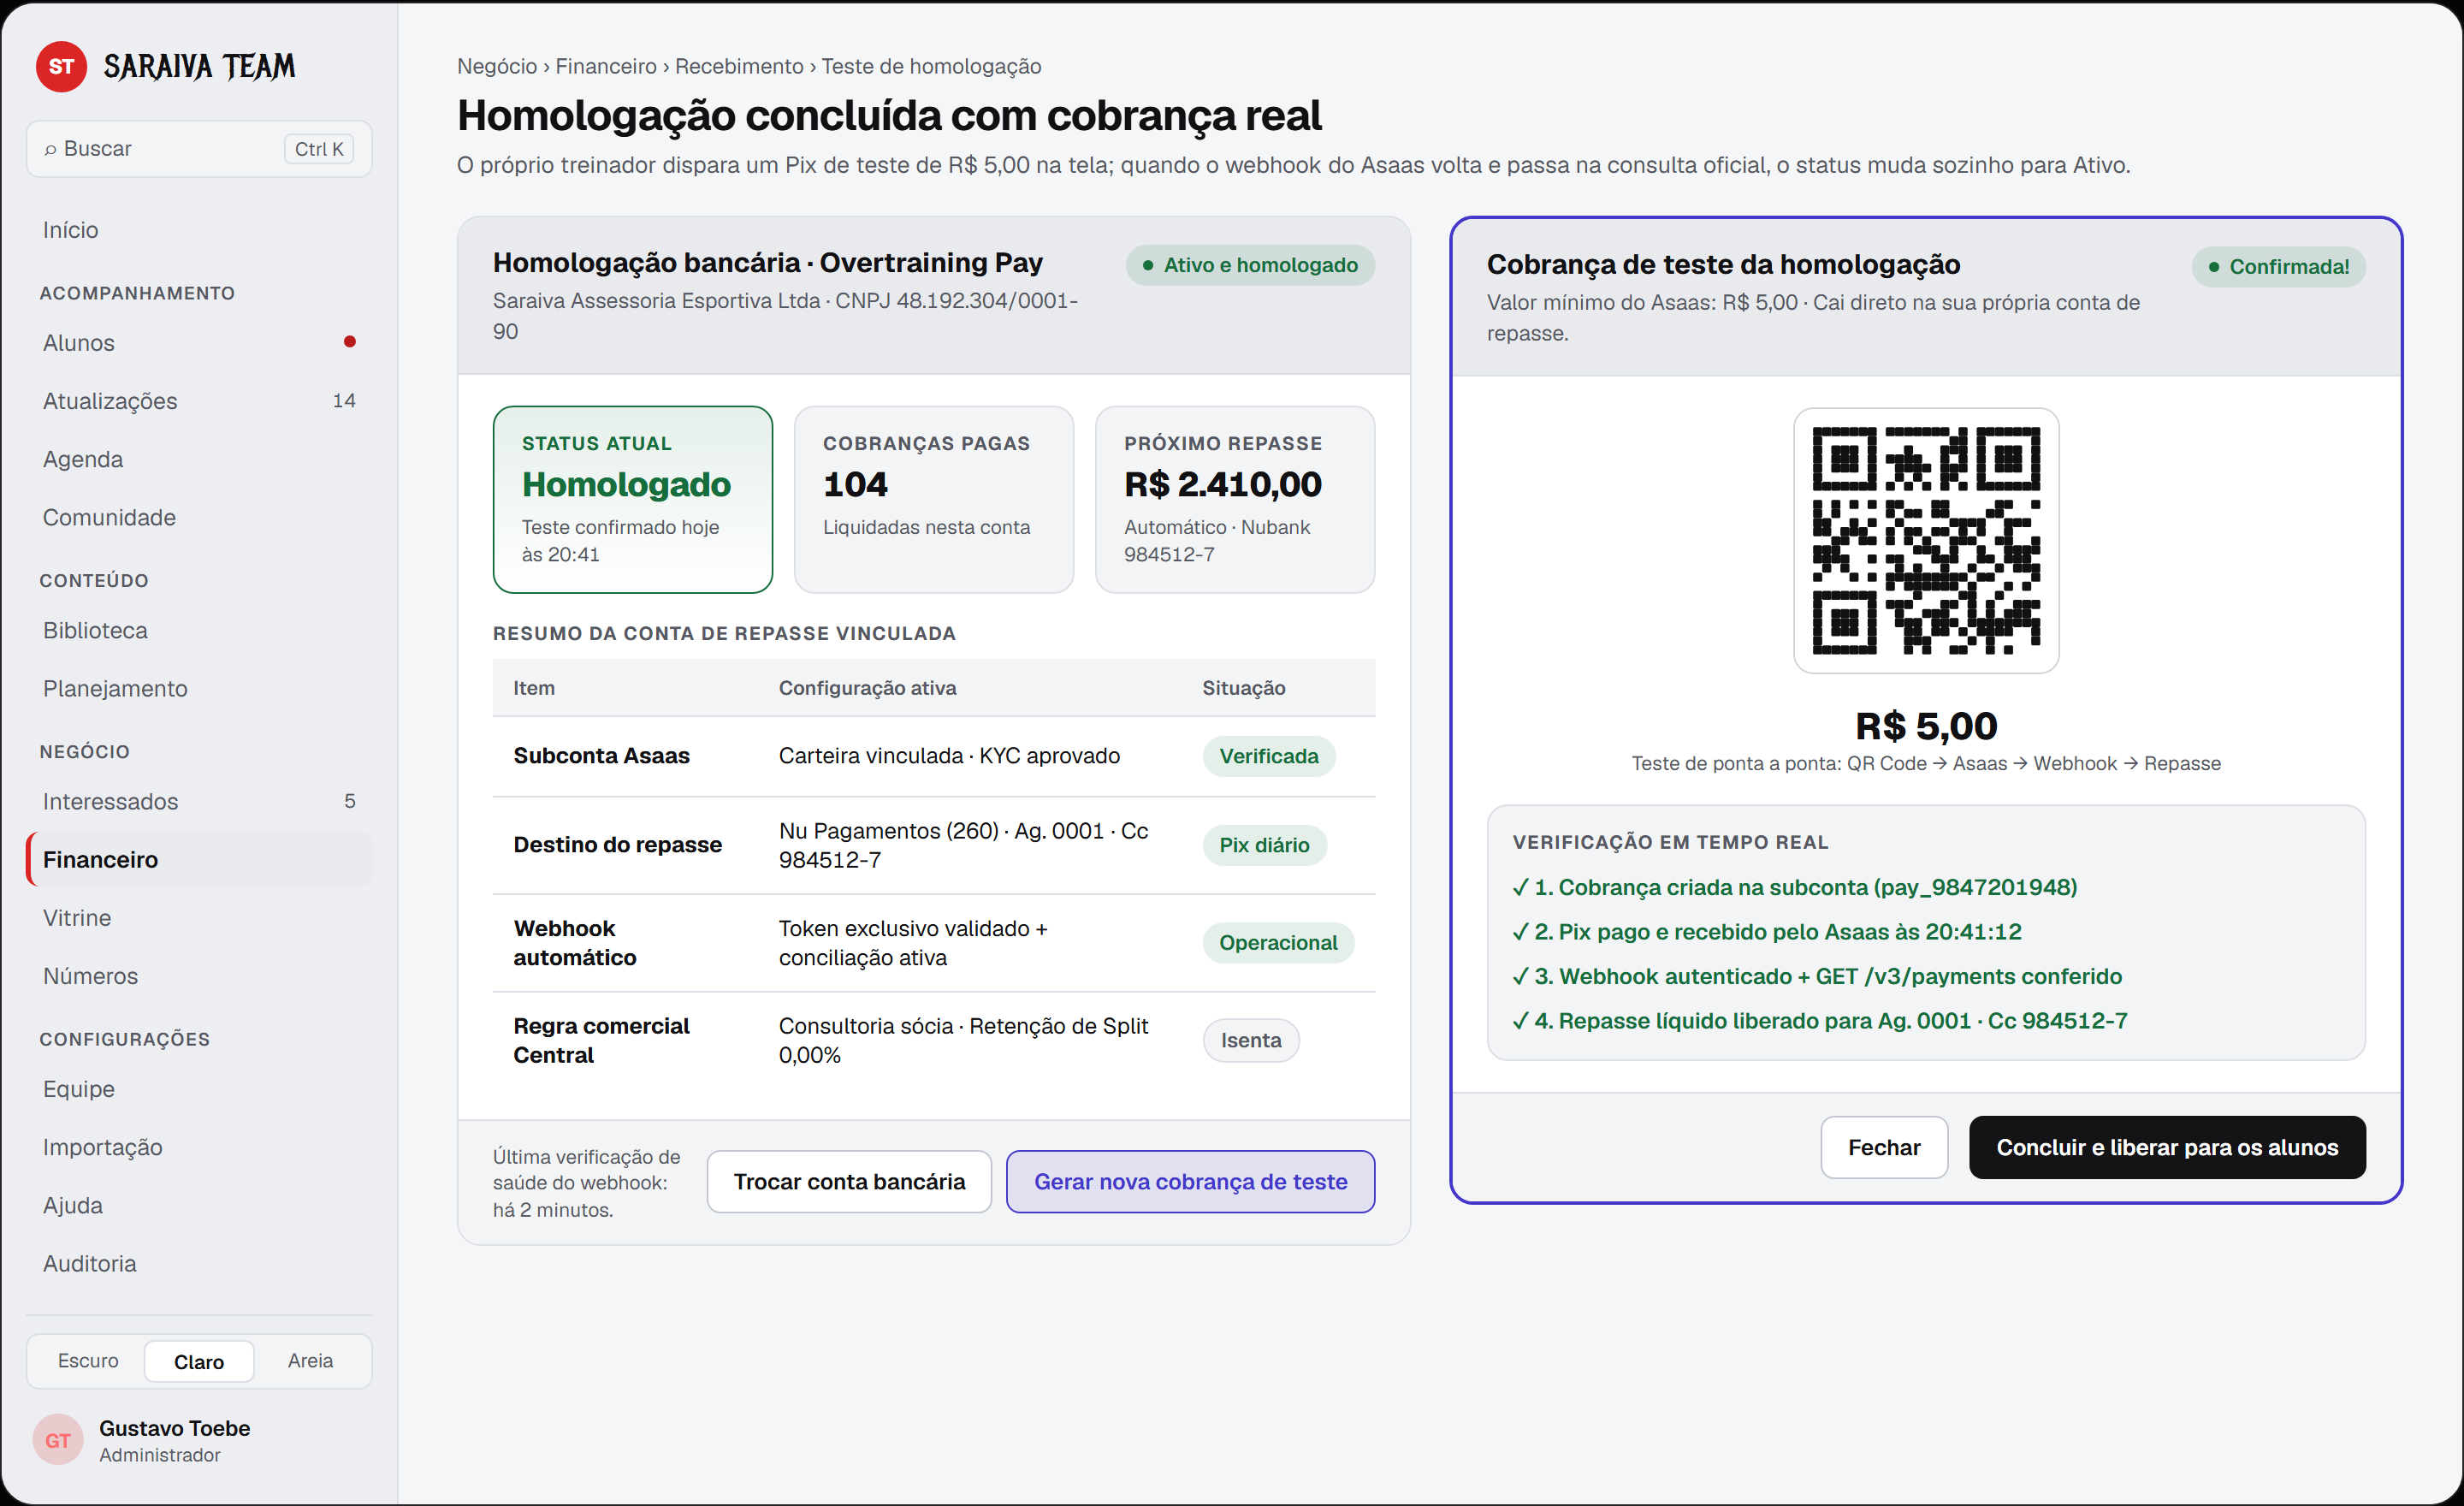 ST SARAIVA TEAM
Buscar Ctrl K
Início
ACOMPANHAMENTO
Alunos
Atualizações 14
Agenda
Comunidade
CONTEÚDO
Biblioteca
Planejamento
NEGÓCIO
Interessados 5
Financeiro
Vitrine
Números
CONFIGURAÇÕES
Equipe
Importação
Ajuda
Auditoria
Escuro Claro Areia
GT Gustavo Toebe
Administrador
Negócio › Financeiro › Recebimento › Teste de homologação
Homologação concluída com cobrança real
O próprio treinador dispara um Pix de teste de R$ 5,00 na tela; quando o webhook do Asaas volta e passa na consulta oficial, o status muda sozinho para Ativo.
Homologação bancária · Overtraining Pay
Saraiva Assessoria Esportiva Ltda · CNPJ 48.192.304/0001-
90
Ativo e homologado
STATUS ATUAL
Homologado
Teste confirmado hoje
às 20:41
COBRANÇAS PAGAS
104
Liquidadas nesta conta
PRÓXIMO REPASSE
R$ 2.410,00
Automático · Nubank
984512-7
RESUMO DA CONTA DE REPASSE VINCULADA
Item Configuração ativa Situação
Subconta Asaas Carteira vinculada · KYC aprovado Verificada
Destino do repasse Nu Pagamentos (260) · Ag. 0001 · Cc
984512-7 Pix diário
Webhook
automático Token exclusivo validado +
conciliação ativa Operacional
Regra comercial
Central Consultoria sócia · Retenção de Split
0,00% Isenta
Última verificação de
saúde do webhook:
há 2 minutos.
Trocar conta bancária
Gerar nova cobrança de teste
Cobrança de teste da homologação
Valor mínimo do Asaas: R$ 5,00 · Cai direto na sua própria conta de
repasse.
Confirmada!
R$ 5,00
Teste de ponta a ponta: QR Code → Asaas → Webhook → Repasse
VERIFICAÇÃO EM TEMPO REAL
✓ 1. Cobrança criada na subconta (pay_9847201948)
✓ 2. Pix pago e recebido pelo Asaas às 20:41:12
✓ 3. Webhook autenticado + GET /v3/payments conferido
✓ 4. Repasse líquido liberado para Ag. 0001 · Cc 984512-7
Fechar
Concluir e liberar para os alunos